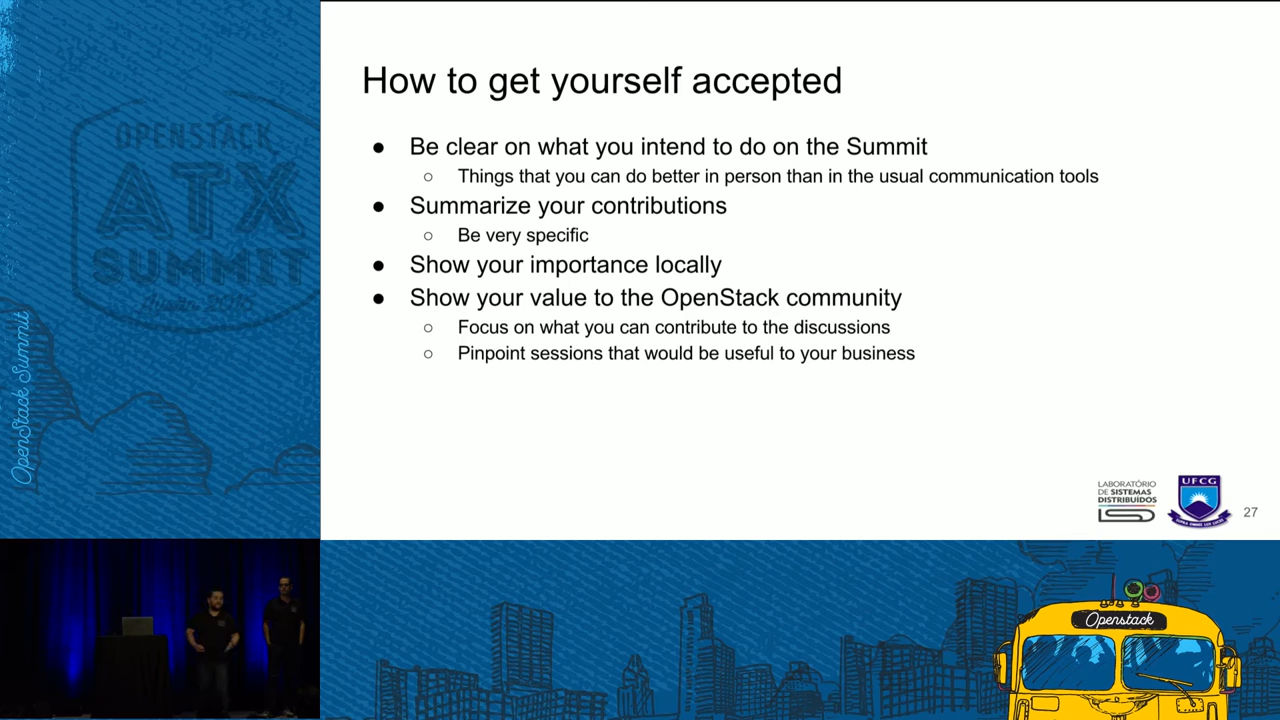 OPENSTACK
ATX
SUMMIT
Austin 2016
OpenStack Summit
How to get yourself accepted
● Be clear on what you intend to do on the Summit
○ Things that you can do better in person than in the usual communication tools
● Summarize your contributions
○ Be very specific
● Show your importance locally
● Show your value to the OpenStack community
○ Focus on what you can contribute to the discussions
○ Pinpoint sessions that would be useful to your business
LABORATÓRIO
DE SISTEMAS
DISTRIBUÍDOS
LSD
UFCG
27
Openstack